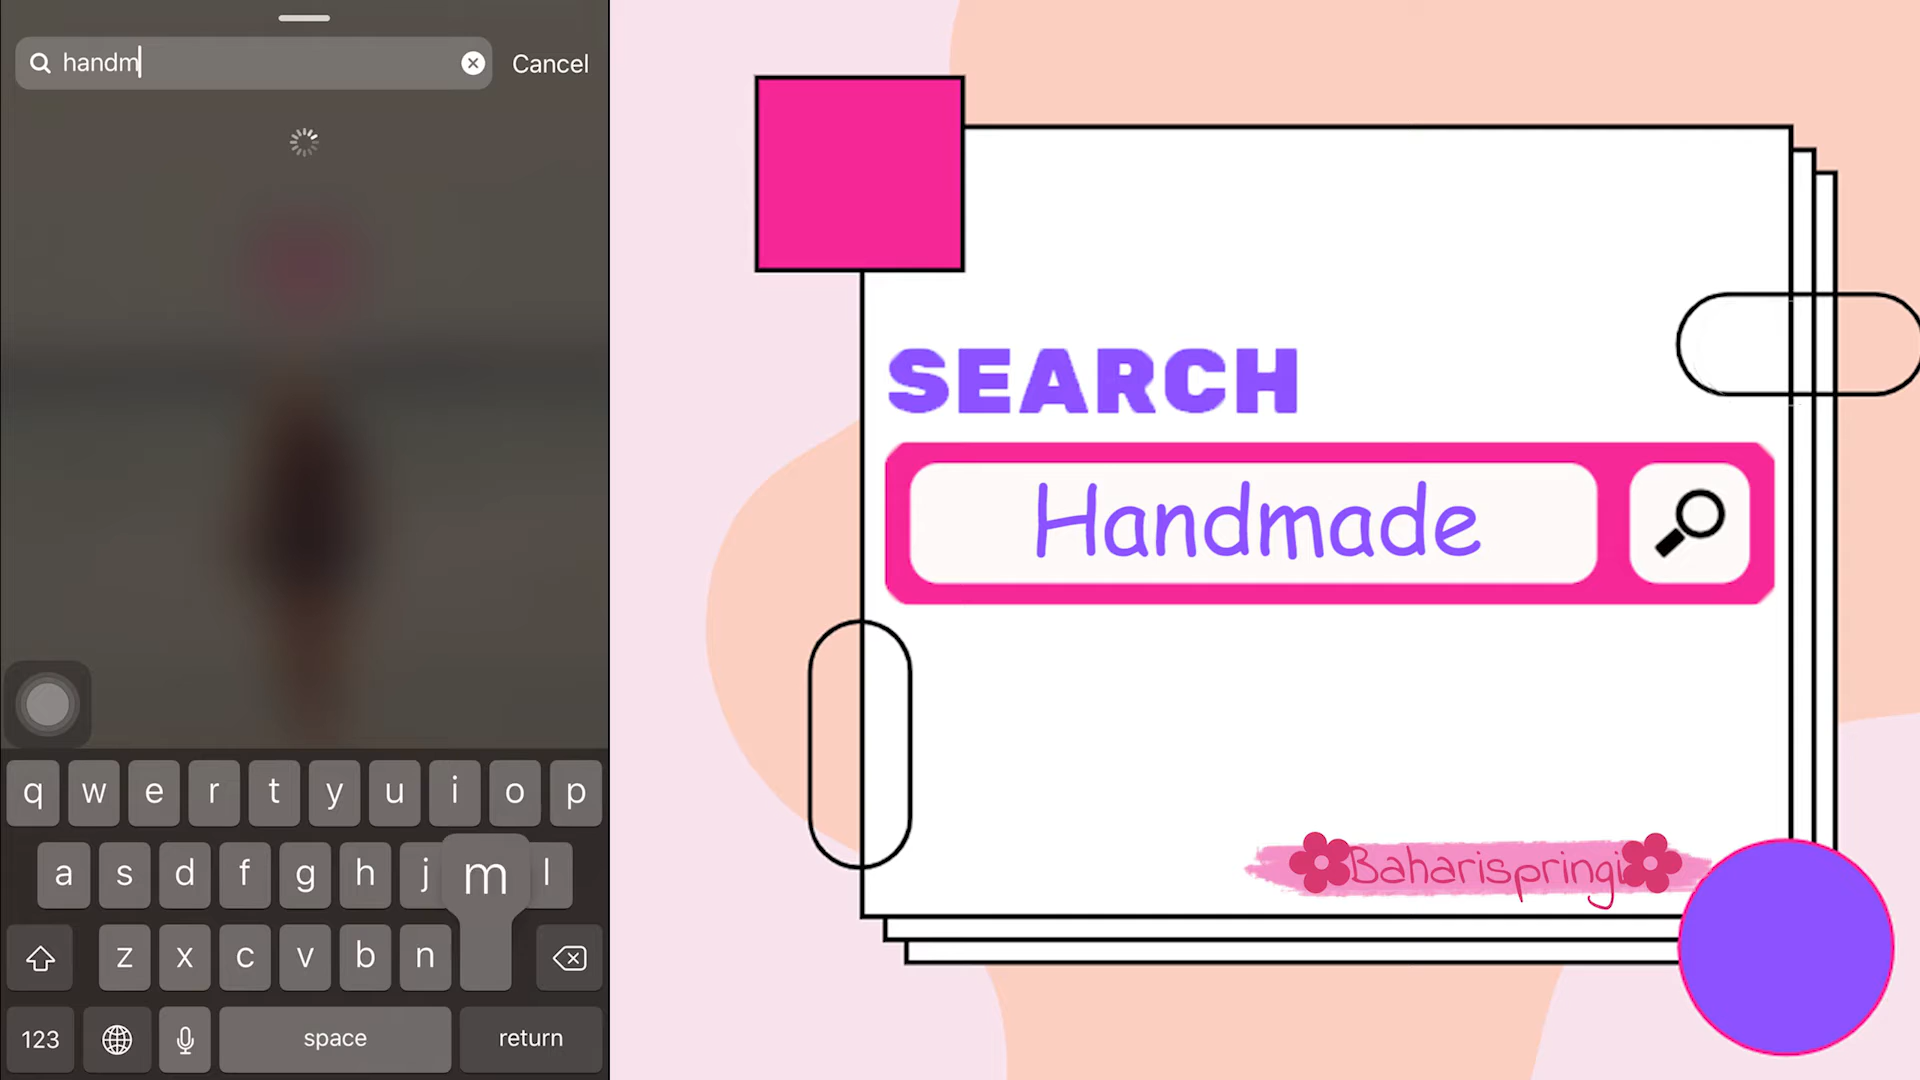 handm
Cancel
q w e r t y u i o p
a s d f g h j m l
z x c v b n
123 space return
SEARCH
Handmade
Baharispringi